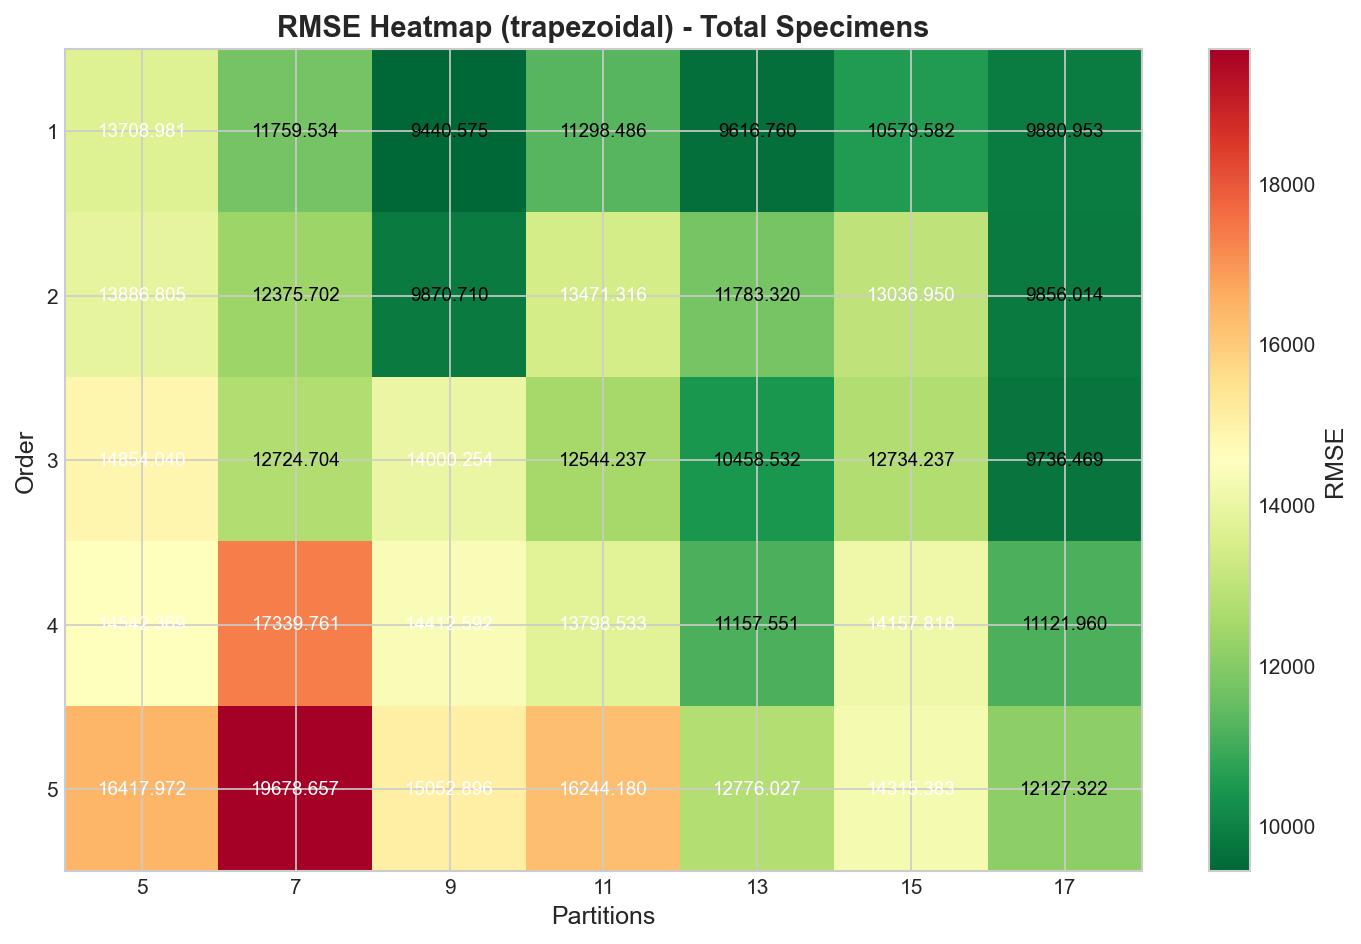 RMSE Heatmap (trapezoidal) - Total Specimens
1 13708.981 11759.534 9440.575 11298.486 9616.760 10579.582 9880.953
2 13886.805 12375.702 9870.710 13471.316 11783.320 13036.950 9856.014
3 14854.040 12724.704 14000.254 12544.237 10458.532 12734.237 9736.469
4 17339.761 14412.592 13798.533 11157.551 14157.818 11121.960
5 16417.972 19678.657 15052.896 16244.180 12776.027 14315.383 12127.322
5 7 9 11 13 15 17
Partitions
Order
18000
16000
14000
12000
10000
RMSE